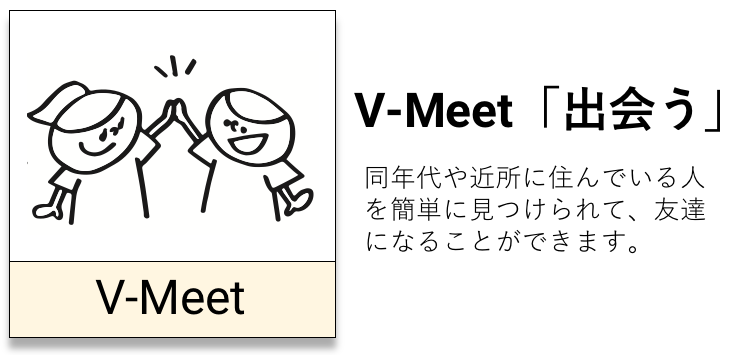 V-Meet「出会う」
同年代や近所に住んでいる人
を簡単に見つけられて、友達
になることができます。
V-Meet